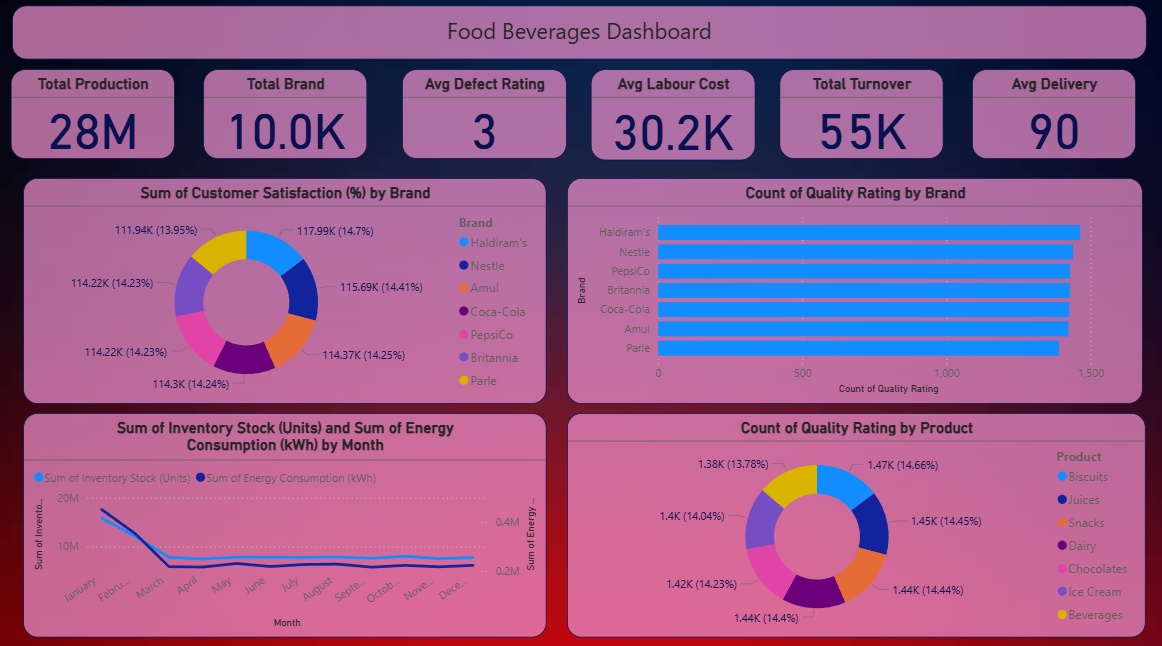 Food Beverages Dashboard
Total Production
28M
Total Brand
10.0K
Avg Defect Rating
3
Avg Labour Cost
30.2K
Total Turnover
55K
Avg Delivery
90
Sum of Customer Satisfaction (%) by Brand
111.94K (13.95%)
117.99K (14.7%)
114.22K (14.23%)
115.69K (14.41%)
114.22K (14.23%)
114.37K (14.25%)
114.3K (14.24%)
Brand
Haldiram's
Nestle
Amul
Coca-Cola
PepsiCo
Britannia
Parle
Count of Quality Rating by Brand
Brand
Haldiram's
Nestle
PepsiCo
Britannia
Coca-Cola
Amul
Parle
0 500 1,000 1,500
Count of Quality Rating
Sum of Inventory Stock (Units) and Sum of Energy
Consumption (kWh) by Month
Sum of Inventory Stock (Units) Sum of Energy Consumption (kWh)
Sum of Invento...
20M
10M
0.4M
0.2M
Sum of Energy ...
January Febru... March April May June July August Septe... Octob... Nove... Dece...
Month
Count of Quality Rating by Product
1.38K (13.78%)
1.47K (14.66%)
1.4K (14.04%)
1.45K (14.45%)
1.42K (14.23%)
1.44K (14.44%)
1.44K (14.4%)
Product
Biscuits
Juices
Snacks
Dairy
Chocolates
Ice Cream
Beverages